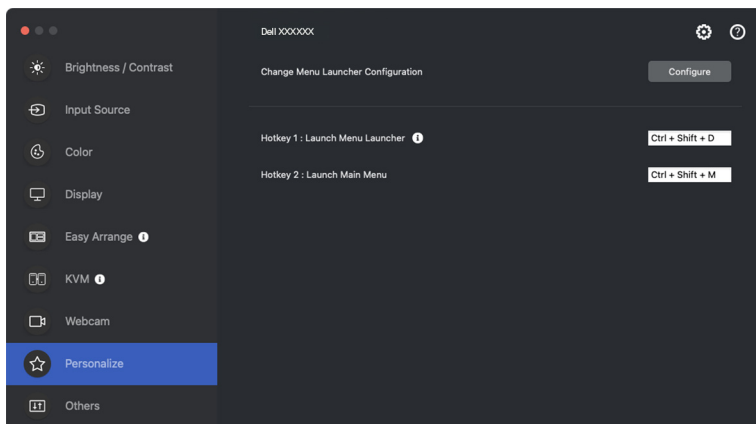 Dell XXXXXX
Brightness / Contrast
Input Source
Color
Display
Easy Arrange
KVM
Webcam
Personalize
Others
Change Menu Launcher Configuration
Configure
Hotkey 1 : Launch Menu Launcher
Ctrl + Shift + D
Hotkey 2 : Launch Main Menu
Ctrl + Shift + M